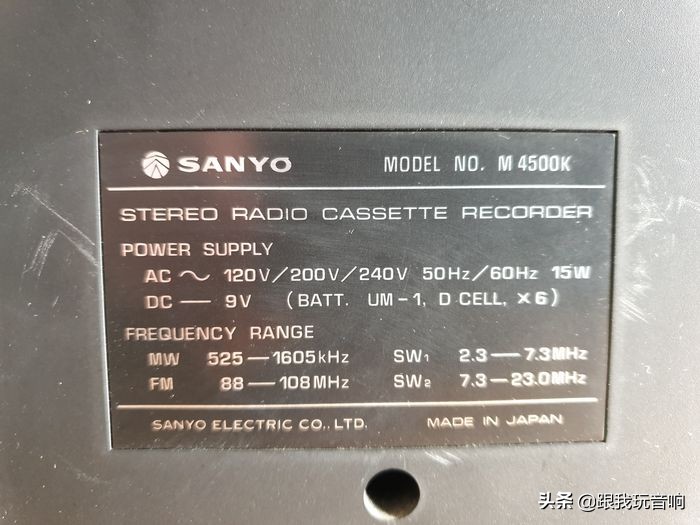 SANYO MODEL NO. M 4500K
STEREO RADIO CASSETTE RECORDER
POWER SUPPLY
AC ～ 120V/200V/240V 50Hz/60Hz 15W
DC — 9V (BATT. UM-1, D CELL, ×6)
FREQUENCY RANGE
MW 525—1605kHz SW₁ 2.3—7.3MHz
FM 88—108MHz SW₂ 7.3—23.0MHz
SANYO ELECTRIC CO., LTD. MADE IN JAPAN
头条 @跟我玩音响